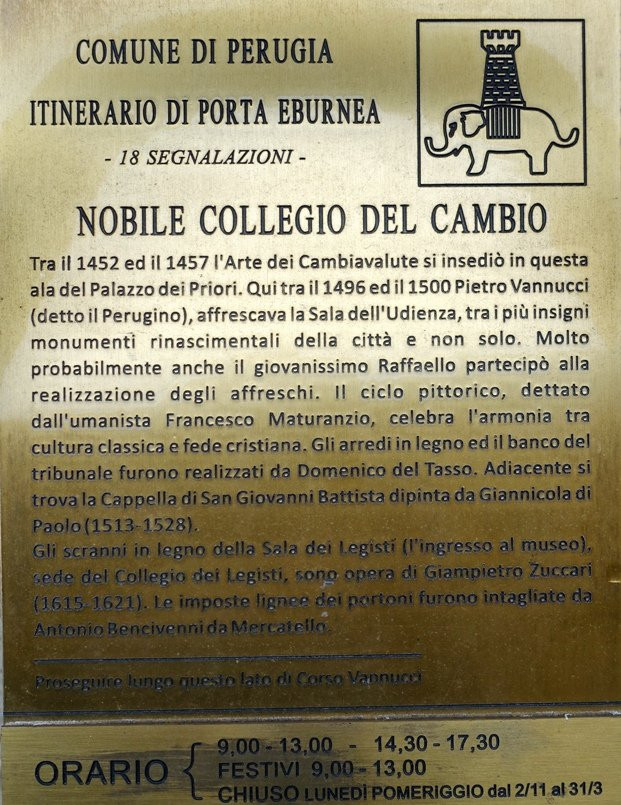 COMUNE DI PERUGIA
ITINERARIO DI PORTA EBURNEA
- 18 SEGNALAZIONI -
NOBILE COLLEGIO DEL CAMBIO
Tra il 1452 ed il 1457 l'Arte dei Cambiavalute si insediò in questa
ala del Palazzo dei Priori. Qui tra il 1496 ed il 1500 Pietro Vannucci
(detto il Perugino), affrescava la Sala dell'Udienza, tra i più insigni
monumenti rinascimentali della città e non solo. Molto
probabilmente anche il giovanissimo Raffaello partecipò alla
realizzazione degli affreschi. Il ciclo pittorico, dettato
dall'umanista Francesco Maturanzio, celebra l'armonia tra
cultura classica e fede cristiana. Gli arredi in legno ed il banco del
tribunale furono realizzati da Domenico del Tasso. Adiacente si
trova la Cappella di San Giovanni Battista dipinta da Giannicola di
Paolo (1513-1528).
Gli scranni in legno della Sala dei Legisti (l'ingresso al museo),
sede del Collegio dei Legisti, sono opera di Giampietro Zuccari
(1615-1621). Le imposte lignee dei portoni furono intagliate da
Antonio Bencivenni da Mercatello.
Proseguire lungo questo lato di Corso Vannucci
ORARIO { 9,00 - 13,00 - 14,30 - 17,30
FESTIVI 9,00 - 13,00
CHIUSO LUNEDÌ POMERIGGIO dal 2/11 al 31/3